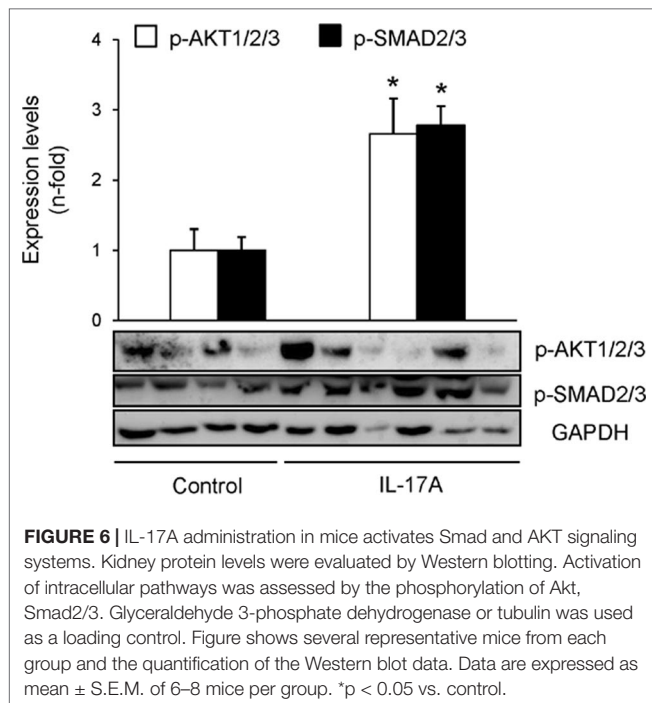 4
p-AKT1/2/3
p-SMAD2/3
* *
3
2
1
0
Expression levels
(n-fold)
p-AKT1/2/3
p-SMAD2/3
GAPDH
Control
IL-17A
FIGURE 6 | IL-17A administration in mice activates Smad and AKT signaling
systems. Kidney protein levels were evaluated by Western blotting. Activation
of intracellular pathways was assessed by the phosphorylation of Akt,
Smad2/3. Glyceraldehyde 3-phosphate dehydrogenase or tubulin was used
as a loading control. Figure shows several representative mice from each
group and the quantification of the Western blot data. Data are expressed as
mean ± S.E.M. of 6–8 mice per group. *p < 0.05 vs. control.